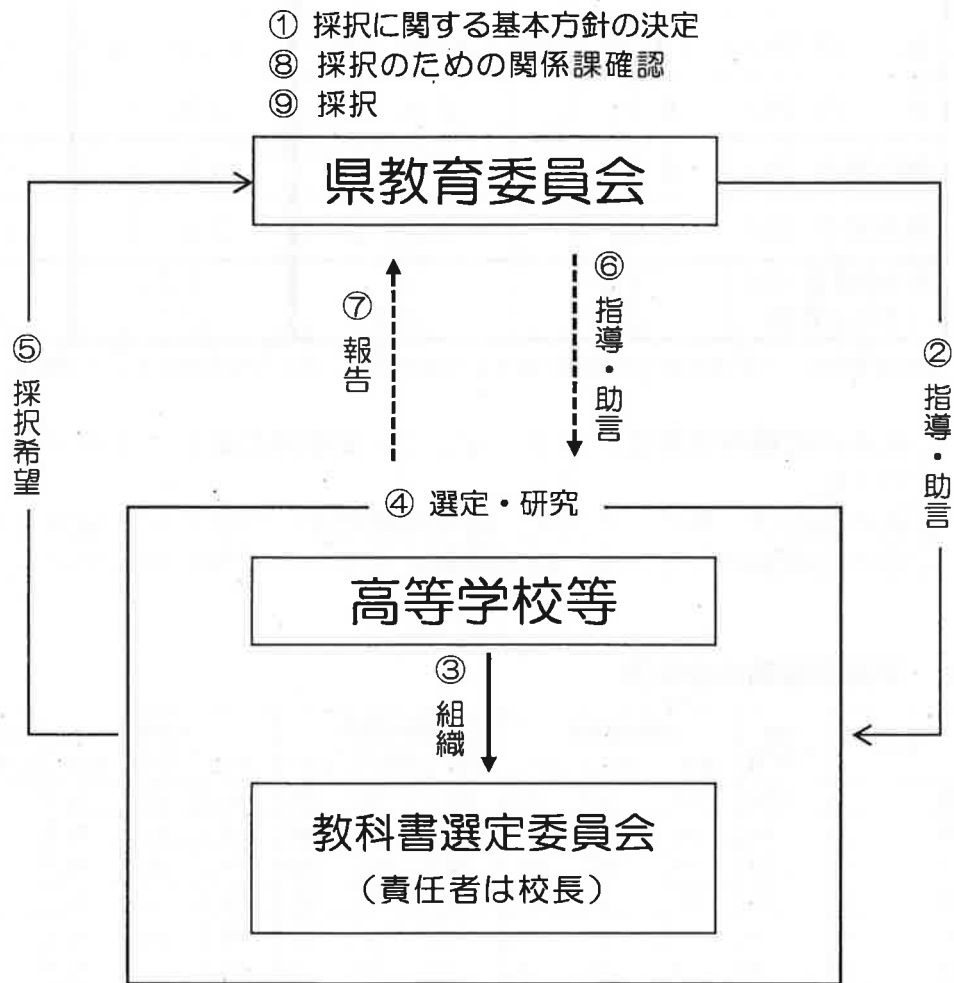 ① 採択に関する基本方針の決定
⑧ 採択のための関係課確認
⑨ 採択
県教育委員会
⑥ 指導・助言
⑦ 報告
⑤ 採択希望
② 指導・助言
④ 選定・研究
高等学校等
③ 組織
教科書選定委員会
（責任者は校長）